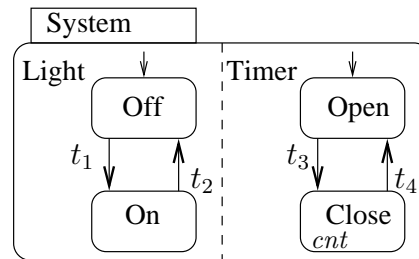 System
Light
Timer
Off
Open
t1
t2
t3
t4
On
Close
cnt